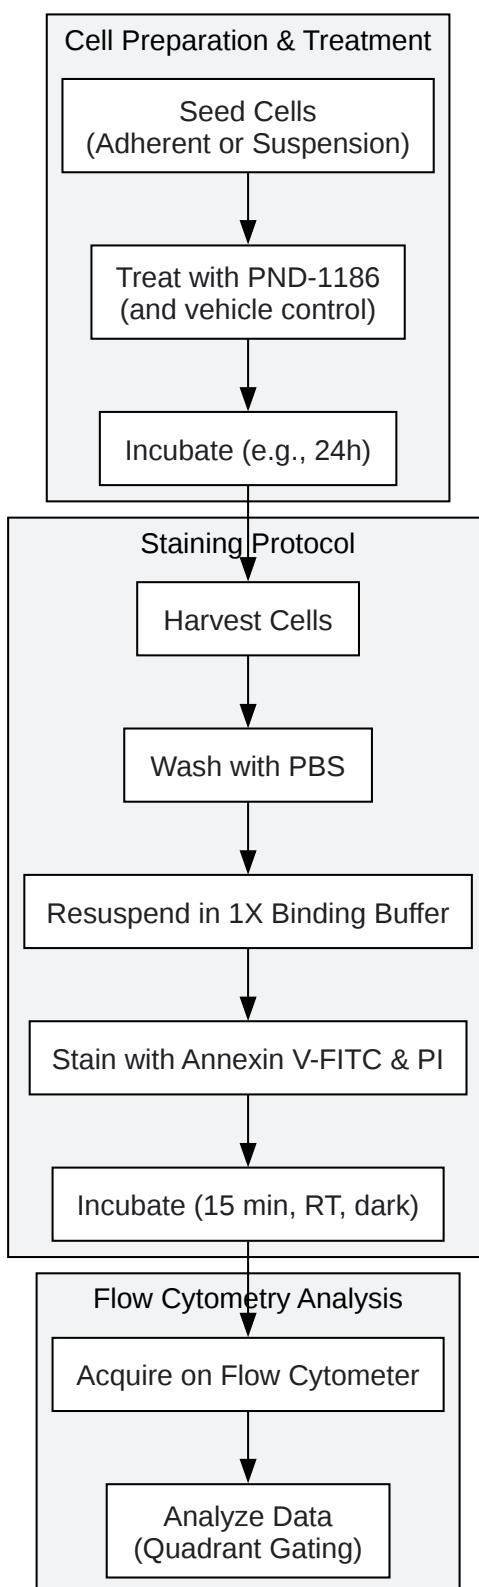 Cell Preparation & Treatment
Seed Cells
(Adherent or Suspension)
Treat with PND-1186
(and vehicle control)
Incubate (e.g., 24h)
Staining Protocol
Harvest Cells
Wash with PBS
Resuspend in 1X Binding Buffer
Stain with Annexin V-FITC & PI
Incubate (15 min, RT, dark)
Flow Cytometry Analysis
Acquire on Flow Cytometer
Analyze Data
(Quadrant Gating)